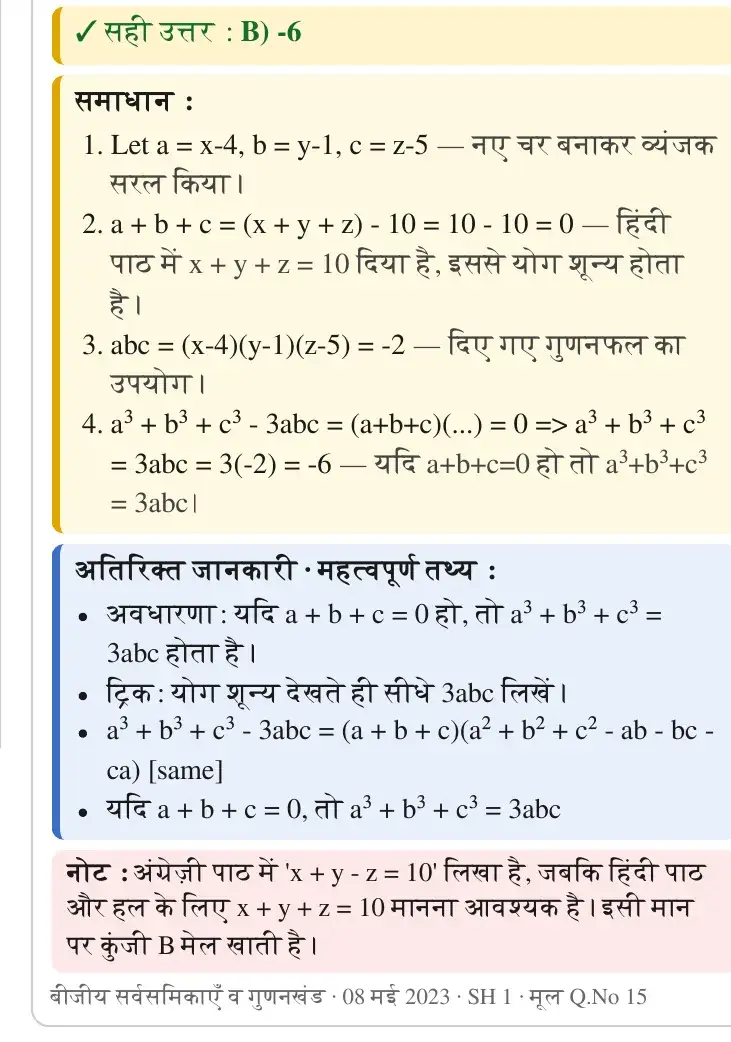 ✓ सही उत्तर : B) -6
समाधान :
1. Let a = x-4, b = y-1, c = z-5 — नए चर बनाकर व्यंजक
सरल किया।
2. a + b + c = (x + y + z) - 10 = 10 - 10 = 0 — हिंदी
पाठ में x + y + z = 10 दिया है, इससे योग शून्य होता
है।
3. abc = (x-4)(y-1)(z-5) = -2 — दिए गए गुणनफल का
उपयोग।
4. a³ + b³ + c³ - 3abc = (a+b+c)(...) = 0 => a³ + b³ + c³
= 3abc = 3(-2) = -6 — यदि a+b+c=0 हो तो a³+b³+c³
= 3abc।
अतिरिक्त जानकारी · महत्वपूर्ण तथ्य :
• अवधारणा : यदि a + b + c = 0 हो, तो a³ + b³ + c³ =
3abc होता है।
• ट्रिक : योग शून्य देखते ही सीधे 3abc लिखें।
• a³ + b³ + c³ - 3abc = (a + b + c)(a² + b² + c² - ab - bc -
ca) [same]
• यदि a + b + c = 0, तो a³ + b³ + c³ = 3abc
नोट : अंग्रेज़ी पाठ में 'x + y - z = 10' लिखा है, जबकि हिंदी पाठ
और हल के लिए x + y + z = 10 मानना आवश्यक है। इसी मान
पर कुंजी B मेल खाती है।
बीजीय सर्वसमिकाएँ व गुणनखंड · 08 मई 2023 · SH 1 · मूल Q.No 15